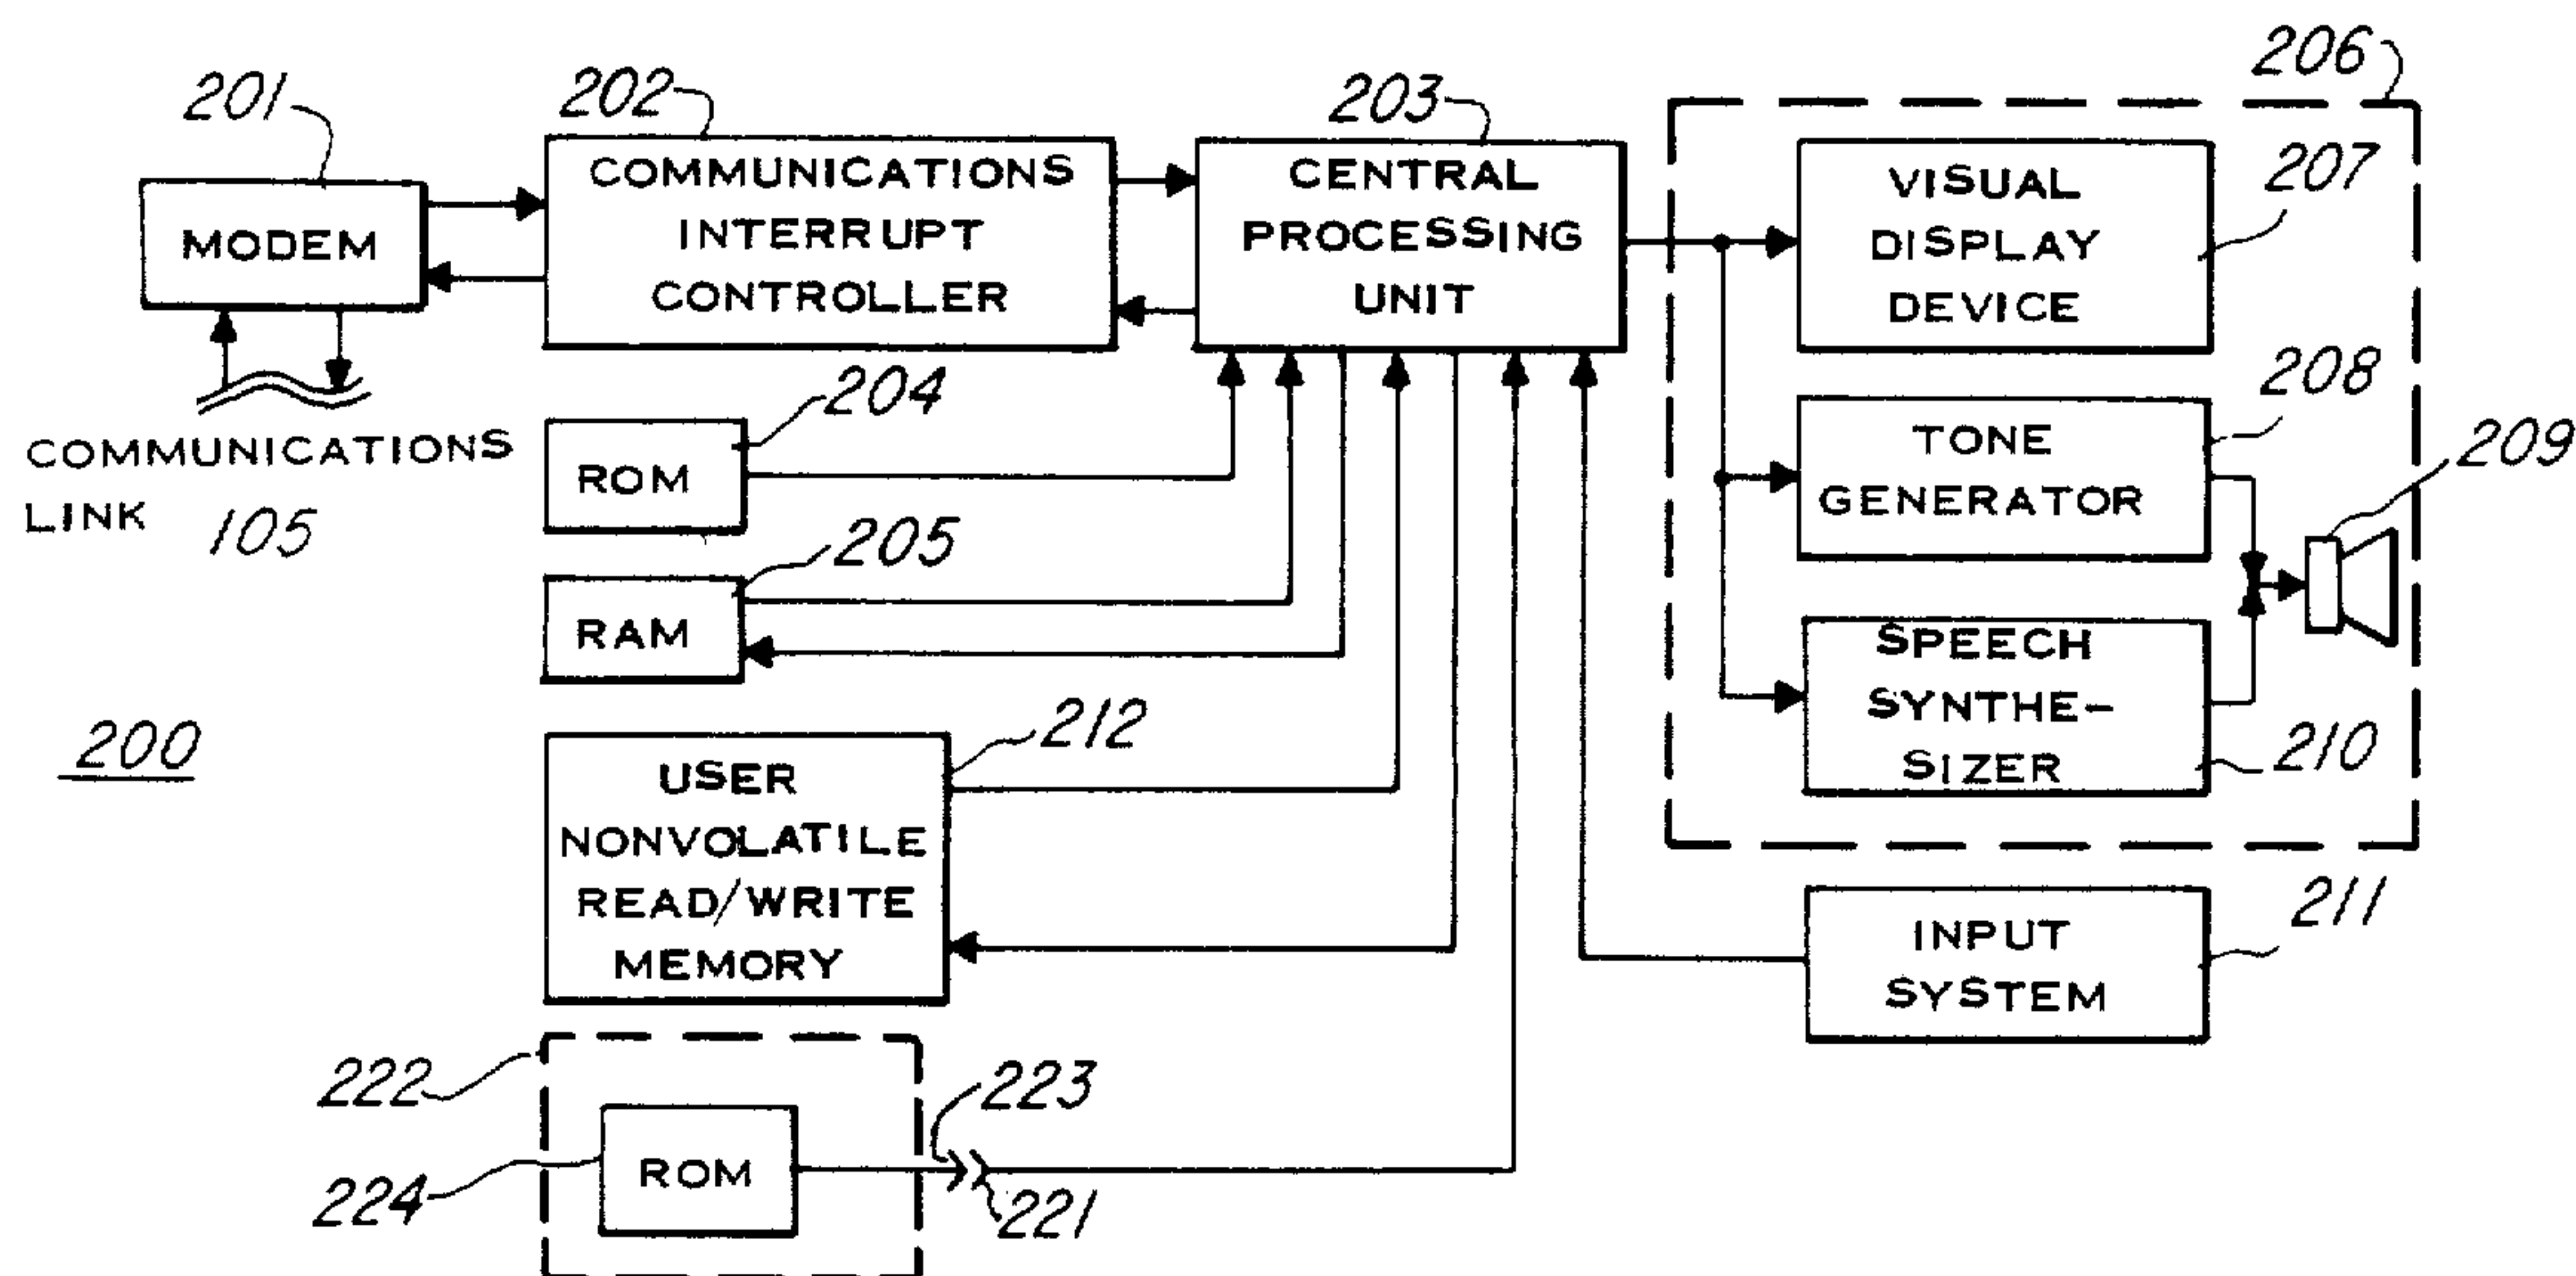 206
201
202
203
COMMUNICATIONS
INTERRUPT
CONTROLLER
CENTRAL
PROCESSING
UNIT
VISUAL
DISPLAY
DEVICE
207
MODEM
204
208
COMMUNICATIONS
LINK 105
ROM
TONE
GENERATOR
209
205
RAM
SPEECH
SYNTHE-
SIZER
210
200
212
USER
NONVOLATILE
READ/WRITE
MEMORY
211
INPUT
SYSTEM
222
223
224
ROM
221